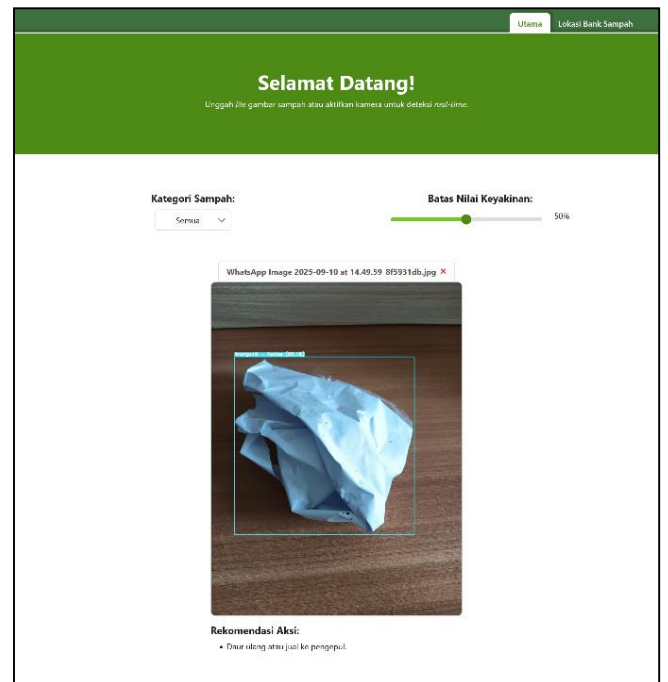 Utama Lokasi Bank Sampah
Selamat Datang!
Unggah file gambar sampah atau aktifkan kamera untuk deteksi real-time.
Kategori Sampah: Batas Nilai Keyakinan:
Semua 50%
WhatsApp Image 2025-09-10 at 14.49.59 8f5931db.jpg ×
Anorganik – Kertas
Rekomendasi Aksi:
• Daur ulang atau jual ke pengepul.